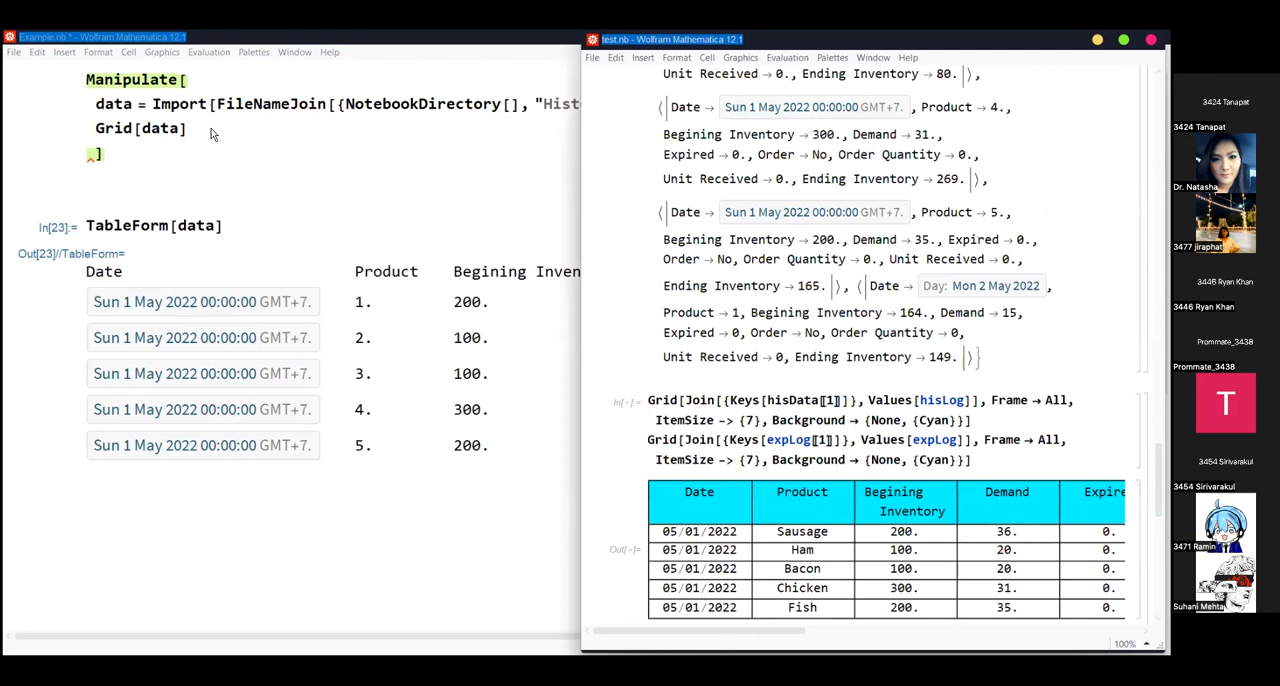 Example.nb * - Wolfram Mathematica 12.1
File Edit Insert Format Cell Graphics Evaluation Palettes Window Help
Manipulate[
data = Import[FileNameJoin[{NotebookDirectory[], "Hist
Grid[data]
]
In[23]:= TableForm[data]
Out[23]//TableForm=
Date Product Begining Inven
Sun 1 May 2022 00:00:00 GMT+7. 1. 200.
Sun 1 May 2022 00:00:00 GMT+7. 2. 100.
Sun 1 May 2022 00:00:00 GMT+7. 3. 100.
Sun 1 May 2022 00:00:00 GMT+7. 4. 300.
Sun 1 May 2022 00:00:00 GMT+7. 5. 200.
test.nb - Wolfram Mathematica 12.1
File Edit Insert Format Cell Graphics Evaluation Palettes Window Help
Unit Received → 0., Ending Inventory → 80. |⟩,
⟨| Date → Sun 1 May 2022 00:00:00 GMT+7. , Product → 4.,
Begining Inventory → 300., Demand → 31.,
Expired → 0., Order → No, Order Quantity → 0.,
Unit Received → 0., Ending Inventory → 269. |⟩,
⟨| Date → Sun 1 May 2022 00:00:00 GMT+7. , Product → 5.,
Begining Inventory → 200., Demand → 35., Expired → 0.,
Order → No, Order Quantity → 0., Unit Received → 0.,
Ending Inventory → 165. |⟩, ⟨| Date → Day: Mon 2 May 2022 ,
Product → 1, Begining Inventory → 164., Demand → 15,
Expired → 0, Order → No, Order Quantity → 0,
Unit Received → 0, Ending Inventory → 149. |⟩}
In[◦]:= Grid[Join[{Keys[hisData[[1]]]}, Values[hisLog]], Frame → All,
ItemSize -> {7}, Background → {None, {Cyan}}]
Grid[Join[{Keys[expLog[[1]]]}, Values[expLog]], Frame → All,
ItemSize -> {7}, Background → {None, {Cyan}}]
Date Product Begining Inventory Demand Expire
05/01/2022 Sausage 200. 36. 0.
Out[◦]= 05/01/2022 Ham 100. 20. 0.
05/01/2022 Bacon 100. 20. 0.
05/01/2022 Chicken 300. 31. 0.
05/01/2022 Fish 200. 35. 0.
100%
3424 Tanapat
3424 Tanapat
Dr. Natasha
3477 jiraphat
3446 Ryan Khan
3446 Ryan Khan
Prommate_3438
Prommate_3438
T
3454 Sirivarakul
3454 Sirivarakul
3471 Ramin
Suhani Mehta